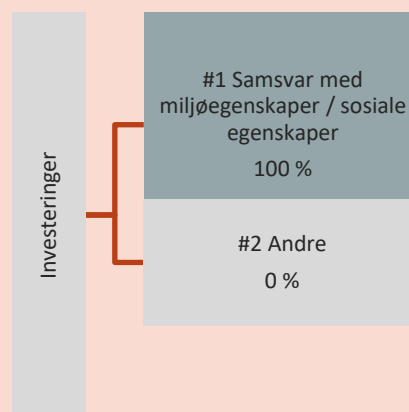 Investeringer
#1 Samsvar med
miljøegenskaper / sosiale
egenskaper
100 %
#2 Andre
0 %